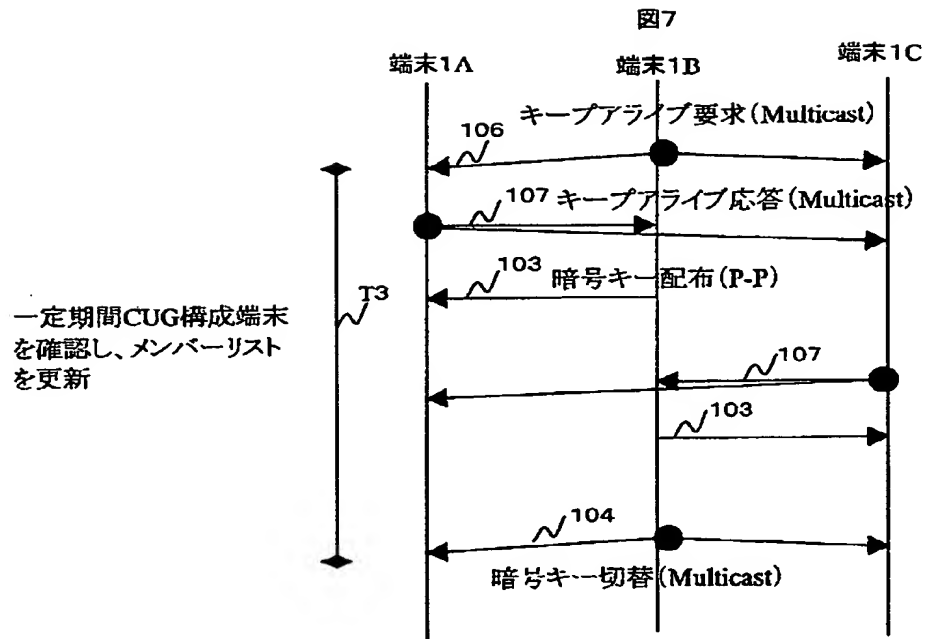 図7
端末1A
端末1B
端末1C
キープアライブ要求(Multicast)
106
107
キープアライブ応答(Multicast)
103
暗号キー配布(P-P)
T3
一定期間CUG構成端末
を確認し、メンバーリスト
を更新
107
103
104
暗号キー切替(Multicast)